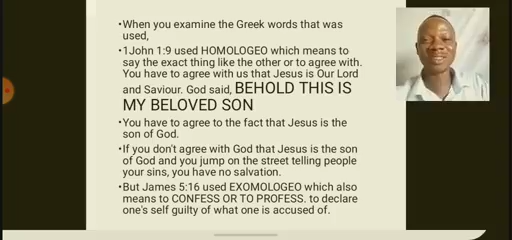 •When you examine the Greek words that was
used,
•1John 1:9 used HOMOLOGEO which means to
say the exact thing like the other or to agree with.
You have to agree with us that Jesus is Our Lord
and Saviour. God said, BEHOLD THIS IS
MY BELOVED SON
•You have to agree to the fact that Jesus is the
son of God.
•If you don't agree with God that Jesus is the son
of God and you jump on the street telling people
your sins, you have no salvation.
•But James 5:16 used EXOMOLOGEO which also
means to CONFESS OR TO PROFESS. to declare
one's self guilty of what one is accused of.